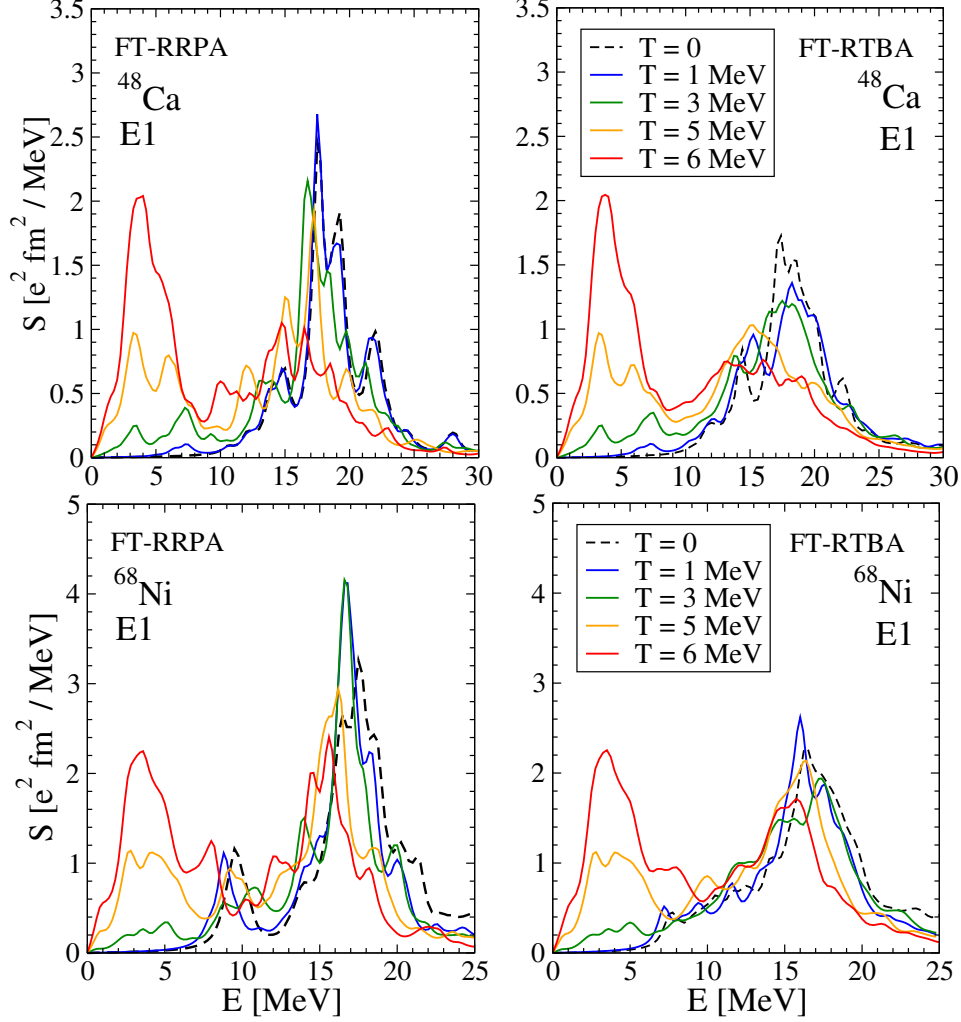 FT-RRPA
48Ca
E1
S [e2 fm2 / MeV]
3.5
3
2.5
2
1.5
1
0.5
0
0 5 10 15 20 25 30
T = 0
T = 1 MeV
T = 3 MeV
T = 5 MeV
T = 6 MeV
FT-RTBA
48Ca
E1
3.5
3
2.5
2
1.5
1
0.5
0
0 5 10 15 20 25 30
FT-RRPA
68Ni
E1
S [e2 fm2 / MeV]
5
4
3
2
1
0
0 5 10 15 20 25
E [MeV]
T = 0
T = 1 MeV
T = 3 MeV
T = 5 MeV
T = 6 MeV
FT-RTBA
68Ni
E1
5
4
3
2
1
0
0 5 10 15 20 25
E [MeV]